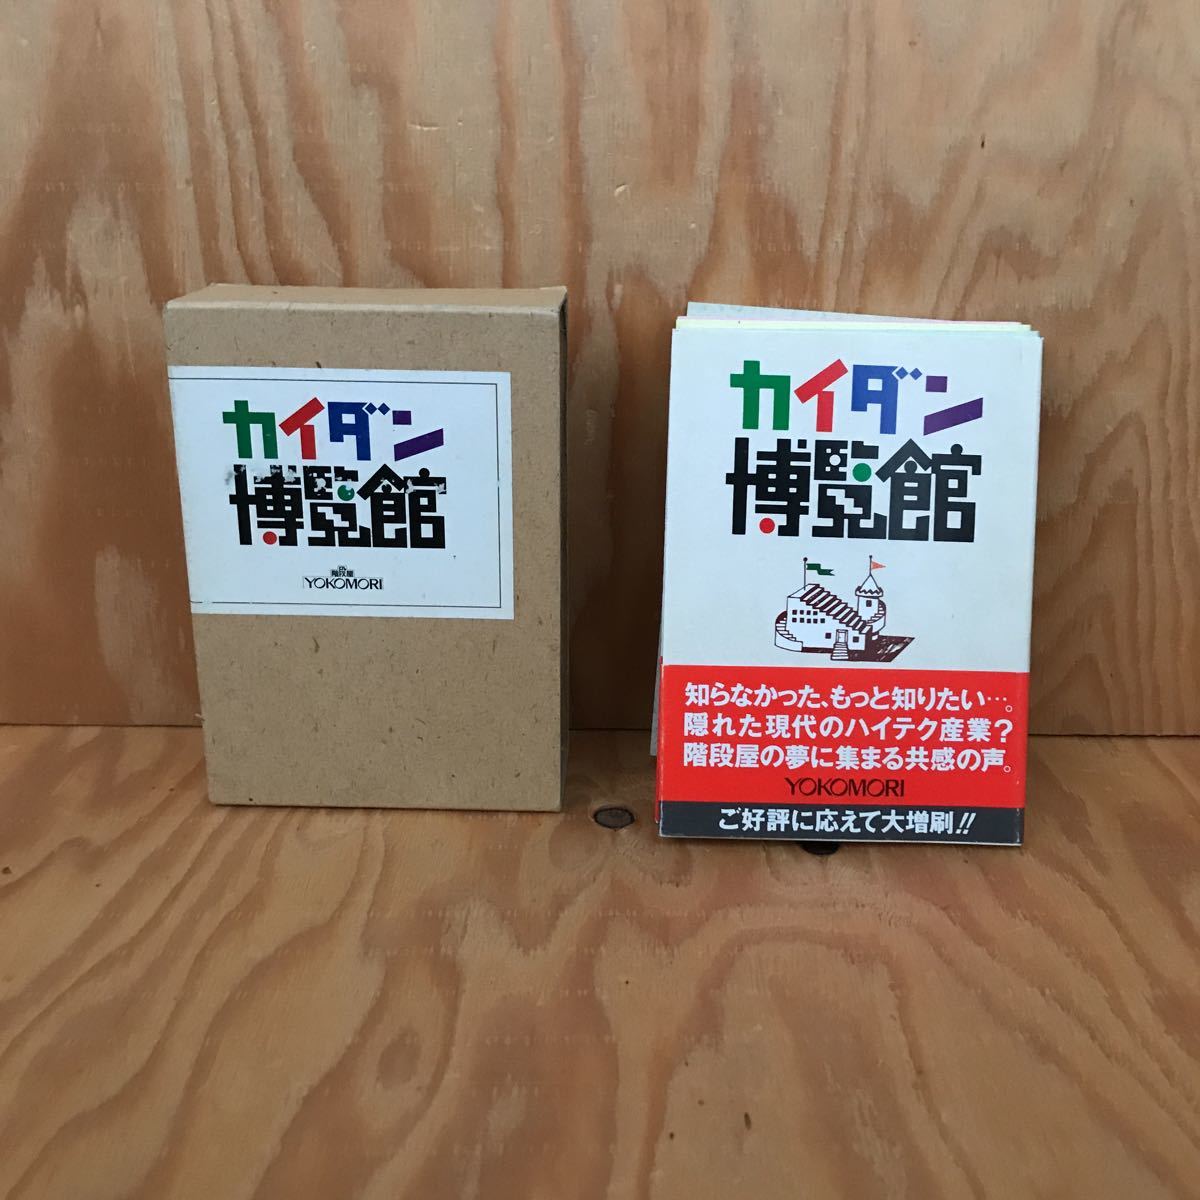 カイダン
博覧館
階段屋
YOKOMORI
カイダン
博覧館
知らなかった、もっと知りたい…。
隠れた現代のハイテク産業?
階段屋の夢に集まる共感の声。
YOKOMORI
ご好評に応えて大増刷!!